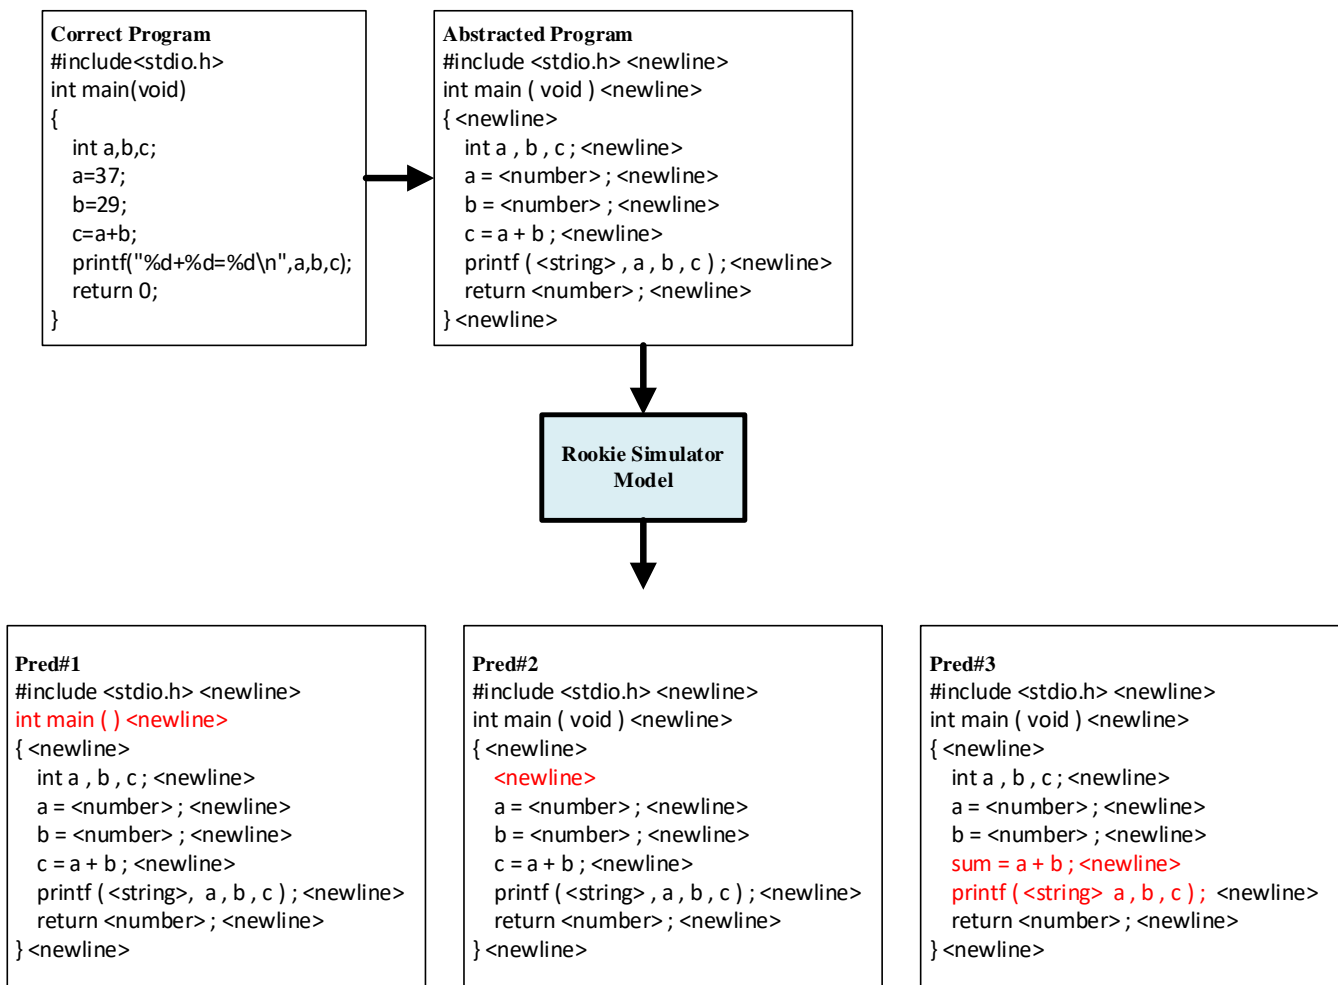 Correct Program
#include<stdio.h>
int main(void)
{
int a,b,c;
a=37;
b=29;
c=a+b;
printf("%d+%d=%d\n",a,b,c);
return 0;
}
Abstracted Program
#include <stdio.h> <newline>
int main ( void ) <newline>
{ <newline>
int a , b , c ; <newline>
a = <number> ; <newline>
b = <number> ; <newline>
c = a + b ; <newline>
printf ( <string> , a , b , c ) ; <newline>
return <number> ; <newline>
} <newline>
Rookie Simulator
Model
Pred#1
#include <stdio.h> <newline>
int main ( ) <newline>
{ <newline>
int a , b , c ; <newline>
a = <number> ; <newline>
b = <number> ; <newline>
c = a + b ; <newline>
printf ( <string>, a , b , c ) ; <newline>
return <number> ; <newline>
} <newline>
Pred#2
#include <stdio.h> <newline>
int main ( void ) <newline>
{ <newline>
<newline>
a = <number> ; <newline>
b = <number> ; <newline>
c = a + b ; <newline>
printf ( <string> , a , b , c ) ; <newline>
return <number> ; <newline>
} <newline>
Pred#3
#include <stdio.h> <newline>
int main ( void ) <newline>
{ <newline>
int a , b , c ; <newline>
a = <number> ; <newline>
b = <number> ; <newline>
sum = a + b ; <newline>
printf ( <string> a , b , c ) ; <newline>
return <number> ; <newline>
} <newline>